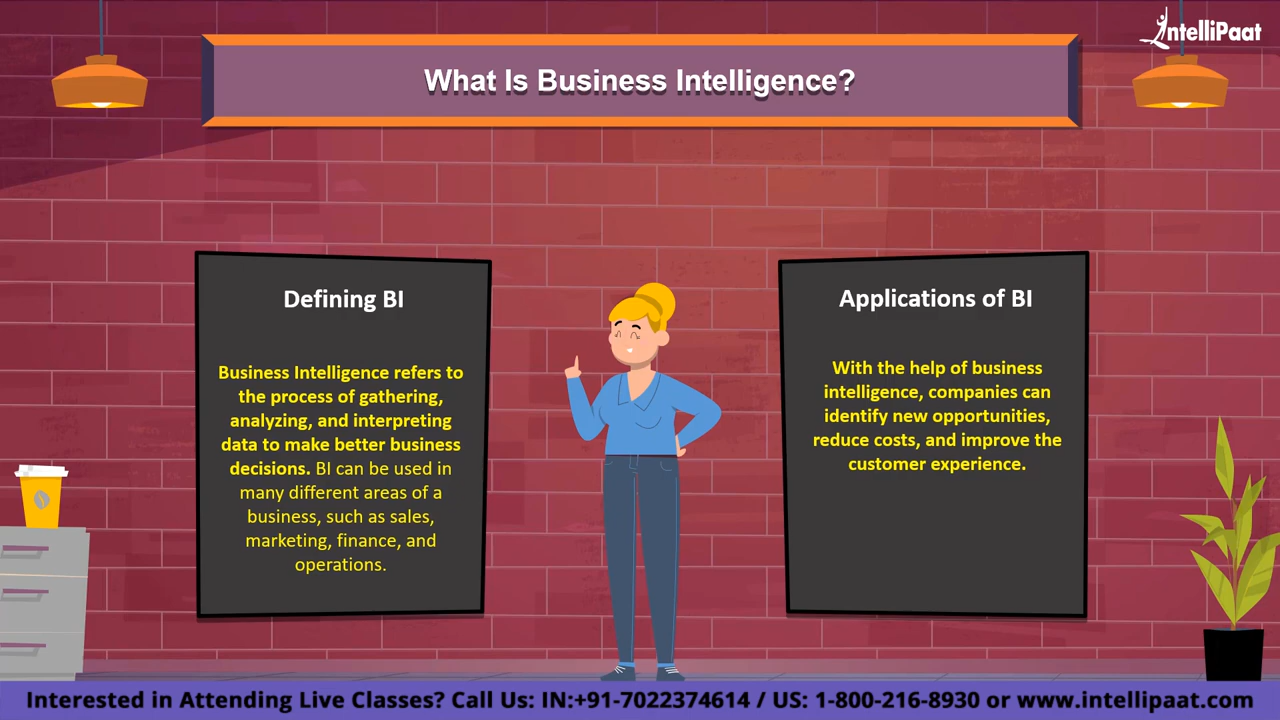 IntelliPaat
What Is Business Intelligence?
Defining BI
Business Intelligence refers to
the process of gathering,
analyzing, and interpreting
data to make better business
decisions. BI can be used in
many different areas of a
business, such as sales,
marketing, finance, and
operations.
Applications of BI
With the help of business
intelligence, companies can
identify new opportunities,
reduce costs, and improve the
customer experience.
Interested in Attending Live Classes? Call Us: IN:+91-7022374614 / US: 1-800-216-8930 or www.intellipaat.com